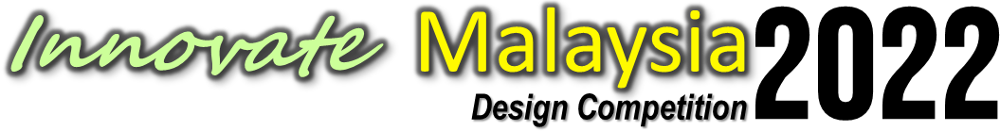 Innovate Malaysia 2022
Design Competition